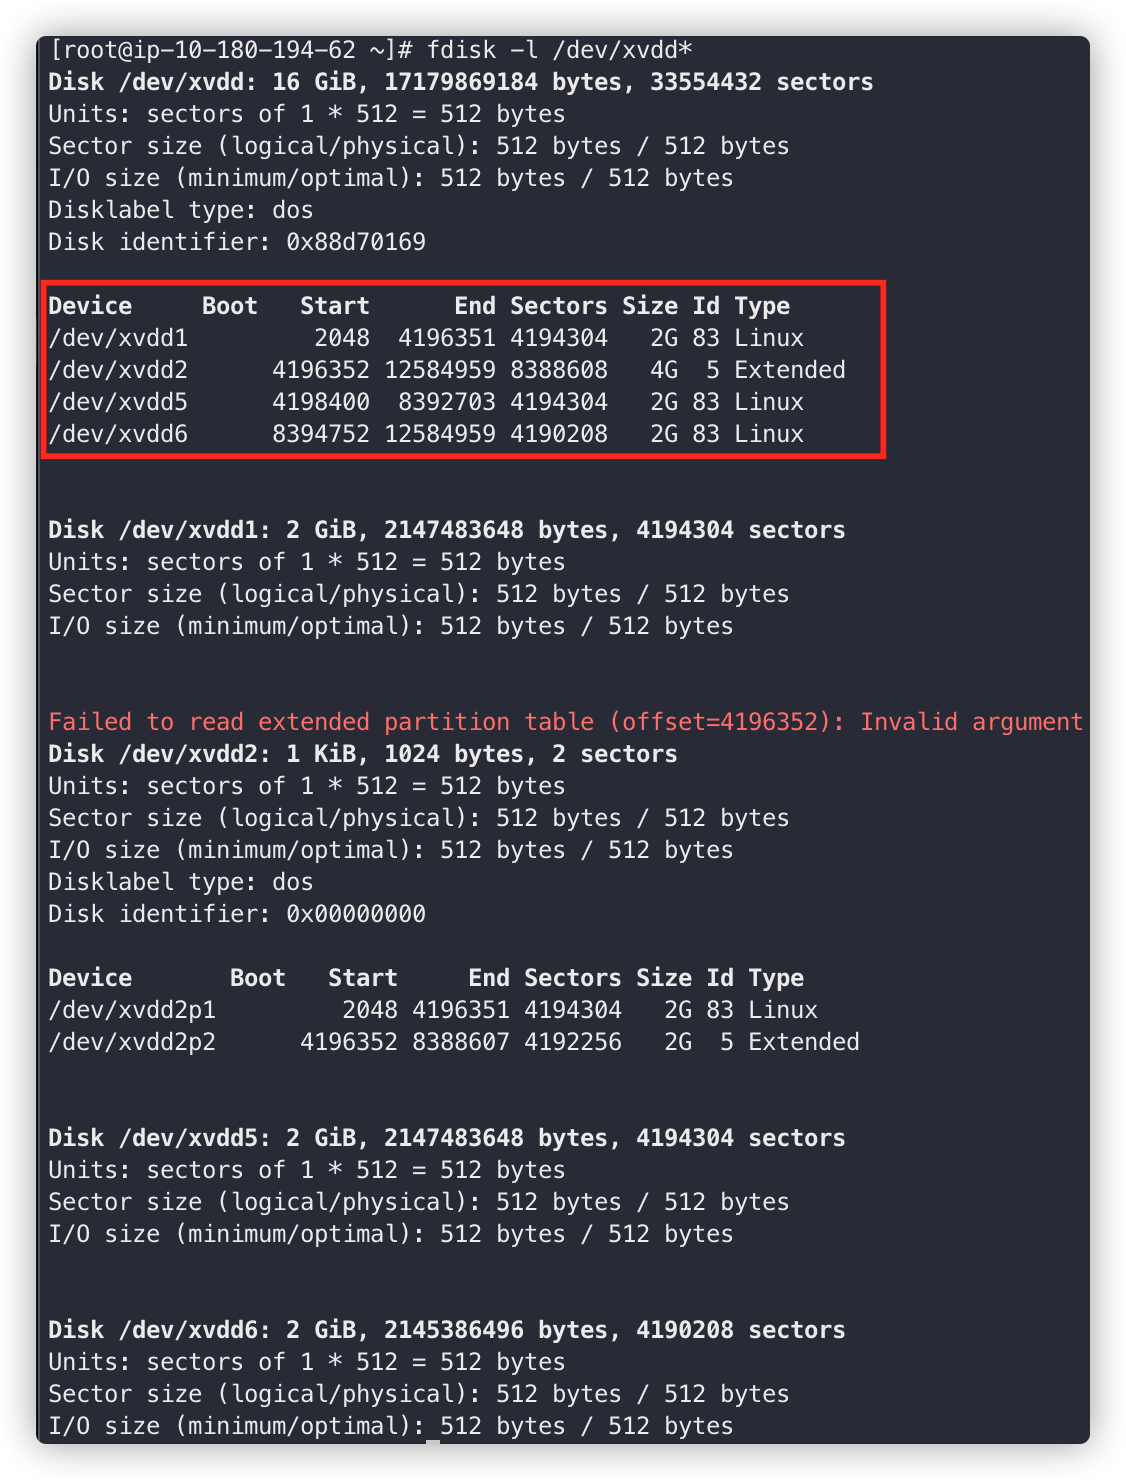 [root@ip-10-180-194-62 ~]# fdisk -l /dev/xvdd*
Disk /dev/xvdd: 16 GiB, 17179869184 bytes, 33554432 sectors
Units: sectors of 1 * 512 = 512 bytes
Sector size (logical/physical): 512 bytes / 512 bytes
I/O size (minimum/optimal): 512 bytes / 512 bytes
Disklabel type: dos
Disk identifier: 0x88d70169
Device     Boot   Start      End Sectors Size Id Type
/dev/xvdd1         2048  4196351 4194304   2G 83 Linux
/dev/xvdd2      4196352 12584959 8388608   4G  5 Extended
/dev/xvdd5      4198400  8392703 4194304   2G 83 Linux
/dev/xvdd6      8394752 12584959 4190208   2G 83 Linux
Disk /dev/xvdd1: 2 GiB, 2147483648 bytes, 4194304 sectors
Units: sectors of 1 * 512 = 512 bytes
Sector size (logical/physical): 512 bytes / 512 bytes
I/O size (minimum/optimal): 512 bytes / 512 bytes
Failed to read extended partition table (offset=4196352): Invalid argument
Disk /dev/xvdd2: 1 KiB, 1024 bytes, 2 sectors
Units: sectors of 1 * 512 = 512 bytes
Sector size (logical/physical): 512 bytes / 512 bytes
I/O size (minimum/optimal): 512 bytes / 512 bytes
Disklabel type: dos
Disk identifier: 0x00000000
Device       Boot   Start     End Sectors Size Id Type
/dev/xvdd2p1         2048 4196351 4194304   2G 83 Linux
/dev/xvdd2p2      4196352 8388607 4192256   2G  5 Extended
Disk /dev/xvdd5: 2 GiB, 2147483648 bytes, 4194304 sectors
Units: sectors of 1 * 512 = 512 bytes
Sector size (logical/physical): 512 bytes / 512 bytes
I/O size (minimum/optimal): 512 bytes / 512 bytes
Disk /dev/xvdd6: 2 GiB, 2145386496 bytes, 4190208 sectors
Units: sectors of 1 * 512 = 512 bytes
Sector size (logical/physical): 512 bytes / 512 bytes
I/O size (minimum/optimal): 512 bytes / 512 bytes